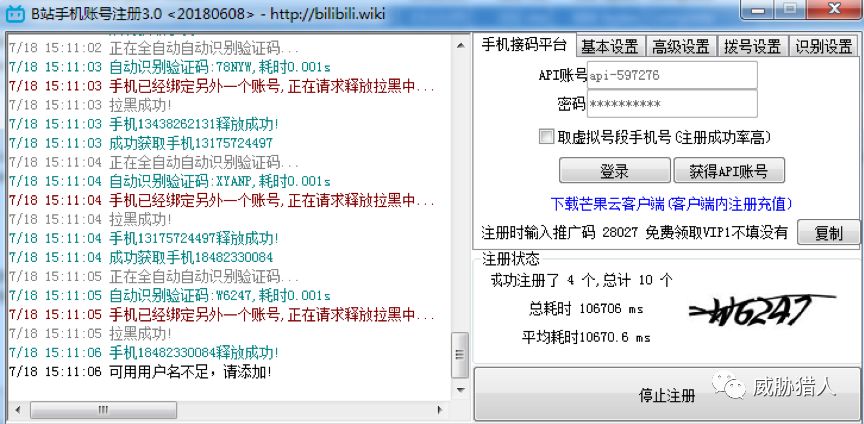 B站手机账号注册3.0 <20180608> - http://bilibili.wiki
7/18 15:11:02 正在全自动自动识别验证码...
7/18 15:11:03 自动识别验证码:78NYW,耗时0.001s
7/18 15:11:03 手机已经绑定另外一个账号,正在请求释放拉黑中...
7/18 15:11:03 拉黑成功!
7/18 15:11:03 手机13438262131释放成功!
7/18 15:11:03 成功获取手机13175724497
7/18 15:11:04 正在全自动自动识别验证码...
7/18 15:11:04 自动识别验证码:XYANP,耗时0.001s
7/18 15:11:04 手机已经绑定另外一个账号,正在请求释放拉黑中...
7/18 15:11:04 拉黑成功!
7/18 15:11:04 手机13175724497释放成功!
7/18 15:11:04 成功获取手机18482330084
7/18 15:11:05 正在全自动自动识别验证码...
7/18 15:11:05 自动识别验证码:W6247,耗时0.001s
7/18 15:11:05 手机已经绑定另外一个账号,正在请求释放拉黑中...
7/18 15:11:05 拉黑成功!
7/18 15:11:06 手机18482330084释放成功!
7/18 15:11:06 可用用户名不足，请添加!
手机接码平台 基本设置 高级设置 拨号设置 识别设置
API账号 api-597276
密码 **********
取虚拟号段手机号(注册成功率高)
登录 获得API账号
下载芒果云客户端(客户端内注册充值)
注册时输入推广码 28027 免费领取VIP1不填没有 复制
注册状态
成功注册了 4 个,总计 10 个
总耗时 106706 ms
平均耗时10670.6 ms
W6247
停止注册
威胁猎人